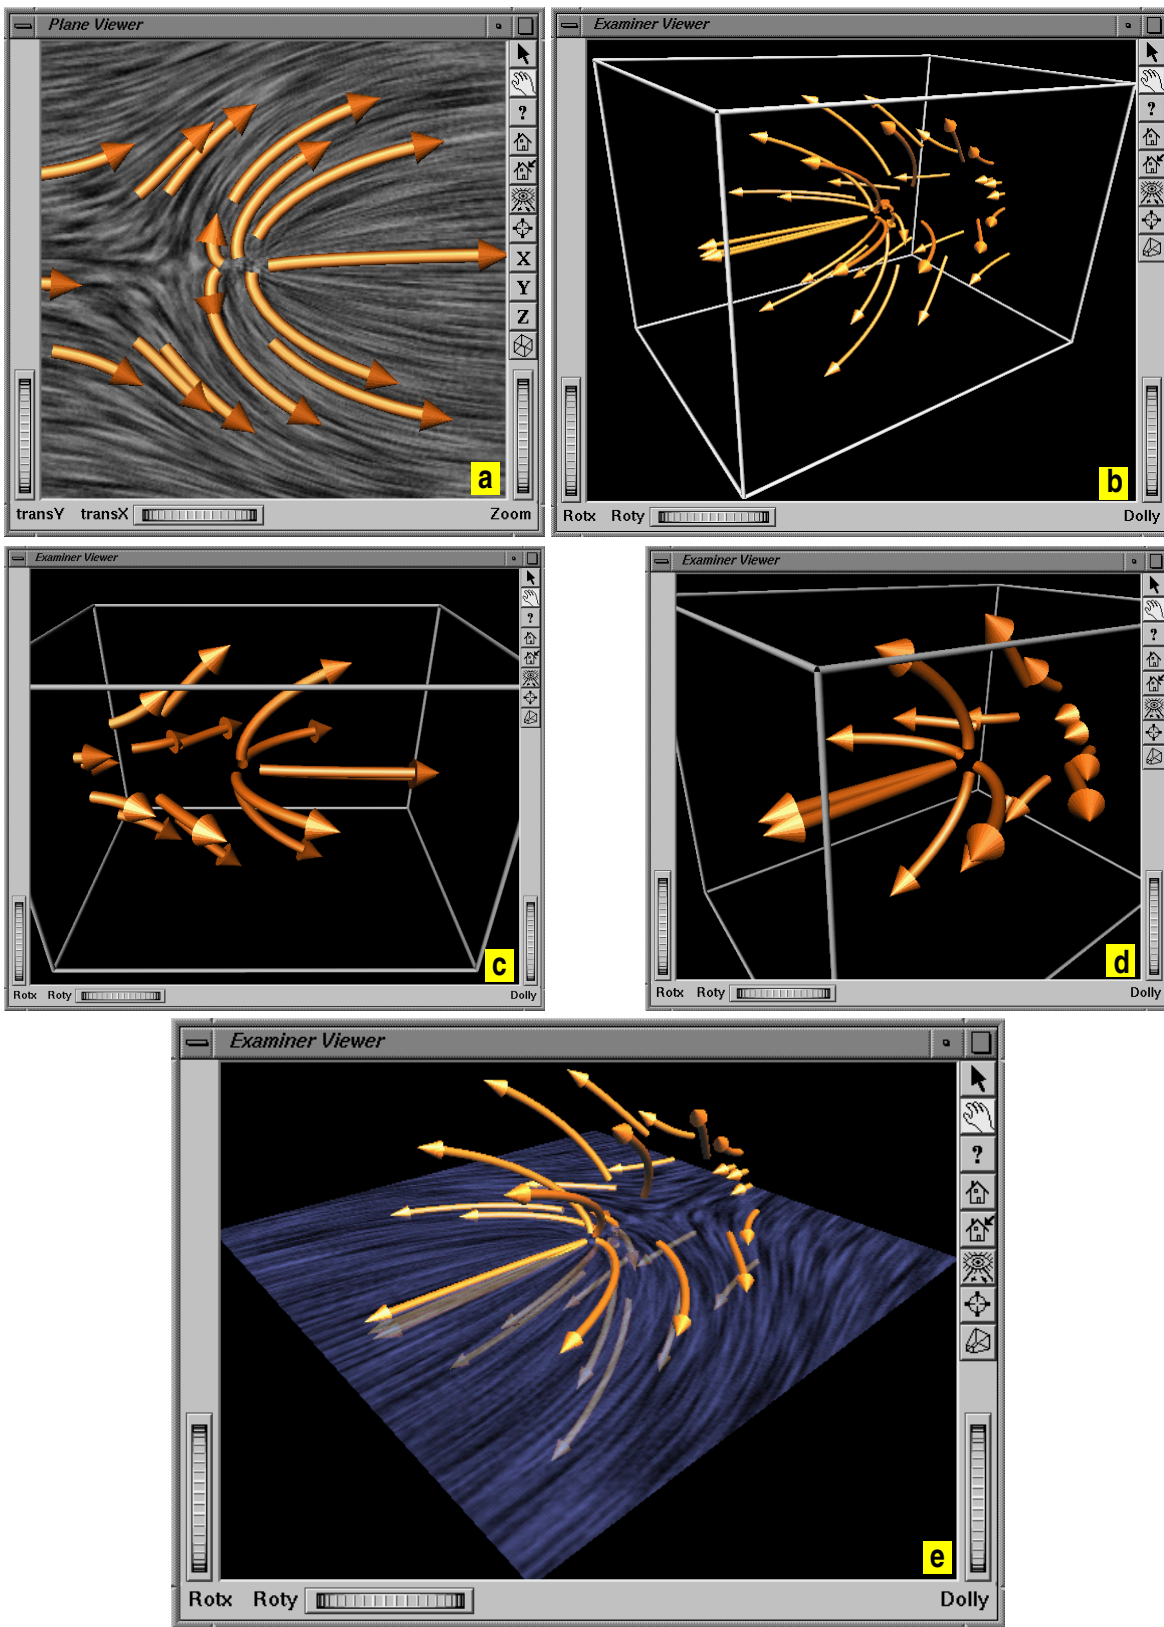 Plane Viewer
?
X
Y
Z
a
transY transX Zoom
Examiner Viewer
?
b
Rotx Roty Dolly
Examiner Viewer
?
c
Rotx Roty Dolly
Examiner Viewer
?
d
Rotx Roty Dolly
Examiner Viewer
?
e
Rotx Roty Dolly